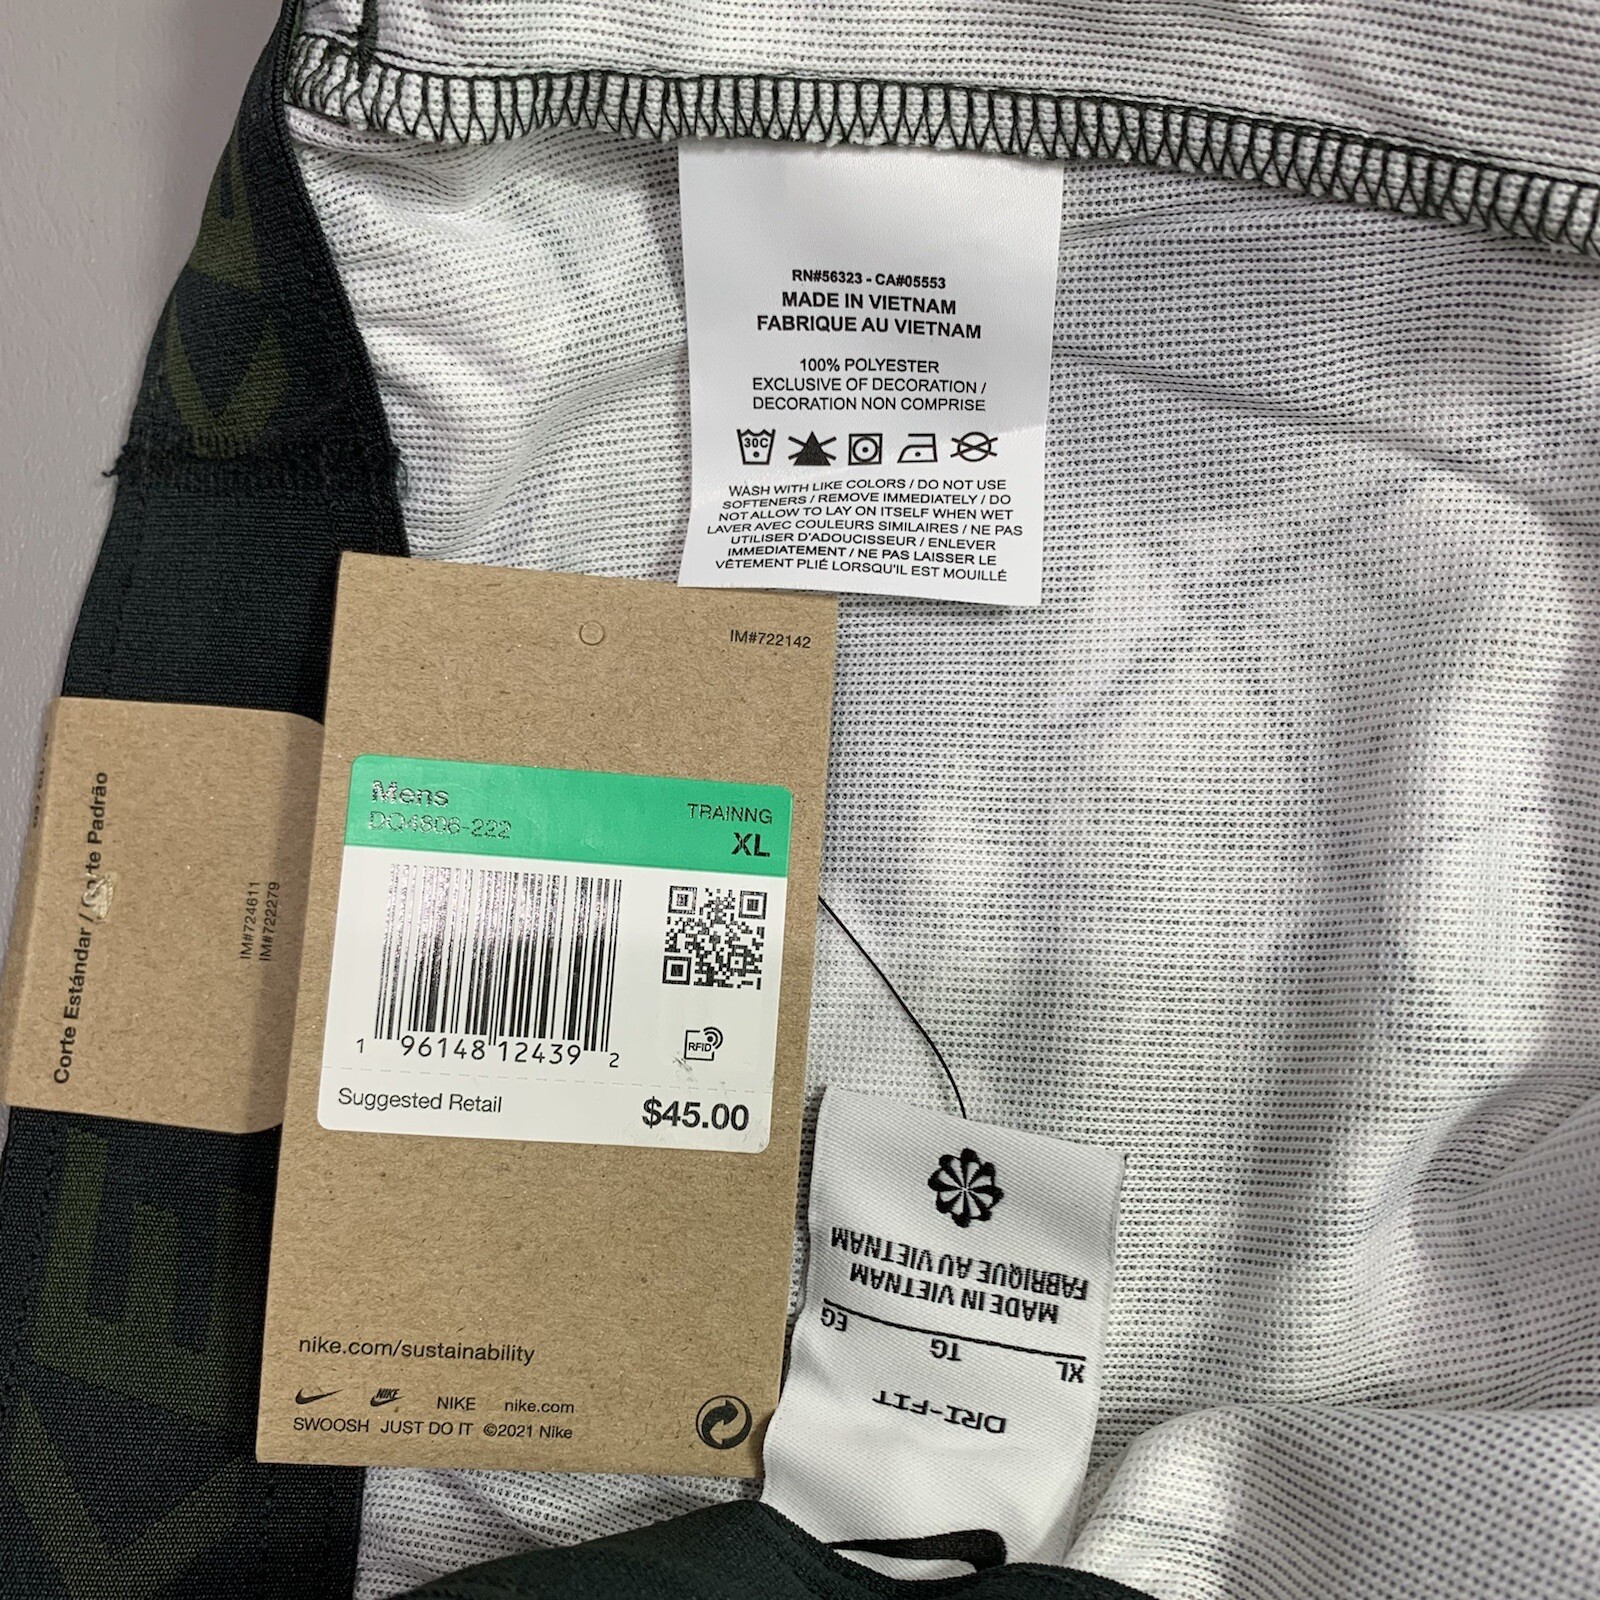 RN#56323 - CA#05553
MADE IN VIETNAM
FABRIQUE AU VIETNAM
100% POLYESTER
EXCLUSIVE OF DECORATION /
DECORATION NON COMPRISE
30C
WASH WITH LIKE COLORS / DO NOT USE
SOFTENERS / REMOVE IMMEDIATELY / DO
NOT ALLOW TO LAY ON ITSELF WHEN WET
LAVER AVEC COULEURS SIMILAIRES / NE PAS
UTILISER D'ADOUCISSEUR / ENLEVER
IMMEDIATEMENT / NE PAS LAISSER LE
VÊTEMENT PLIÉ LORSQU'IL EST MOUILLÉ
IM#722142
Mens
DQ4806-222
TRAINNG
XL
1 96148 12439 2
RFID
Suggested Retail $45.00
nike.com/sustainability
NIKE NIKE nike.com
SWOOSH JUST DO IT ©2021 Nike
Corte Estándar / Corte Padrão
IM#724611
IM#722279
DRI-FIT
XL TG EG
MADE IN VIETNAM
FABRIQUE AU VIETNAM